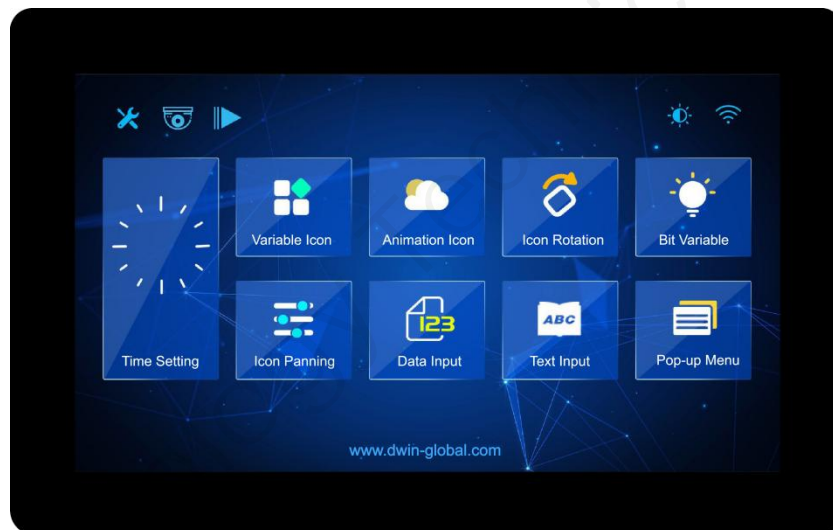 Variable Icon
Animation Icon
Icon Rotation
Bit Variable
Time Setting
Icon Panning
123
Data Input
ABC
Text Input
Pop-up Menu
www.dwin-global.com